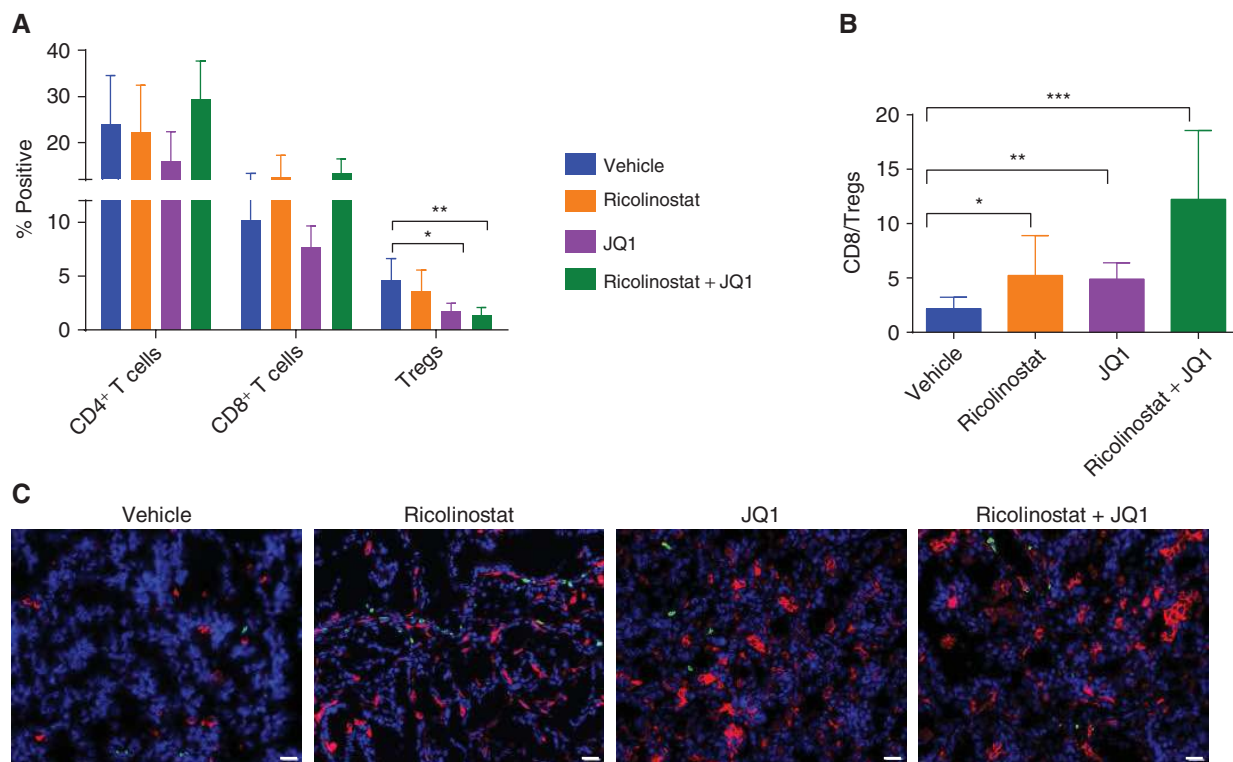 A
% Positive
40
20
10
5
0
CD4+ T cells
CD8+ T cells
Tregs
**
*
Vehicle
Ricolinostat
JQ1
Ricolinostat + JQ1
B
CD8/Tregs
20
15
10
5
0
***
**
*
Vehicle
Ricolinostat
JQ1
Ricolinostat + JQ1
C
Vehicle
Ricolinostat
JQ1
Ricolinostat + JQ1